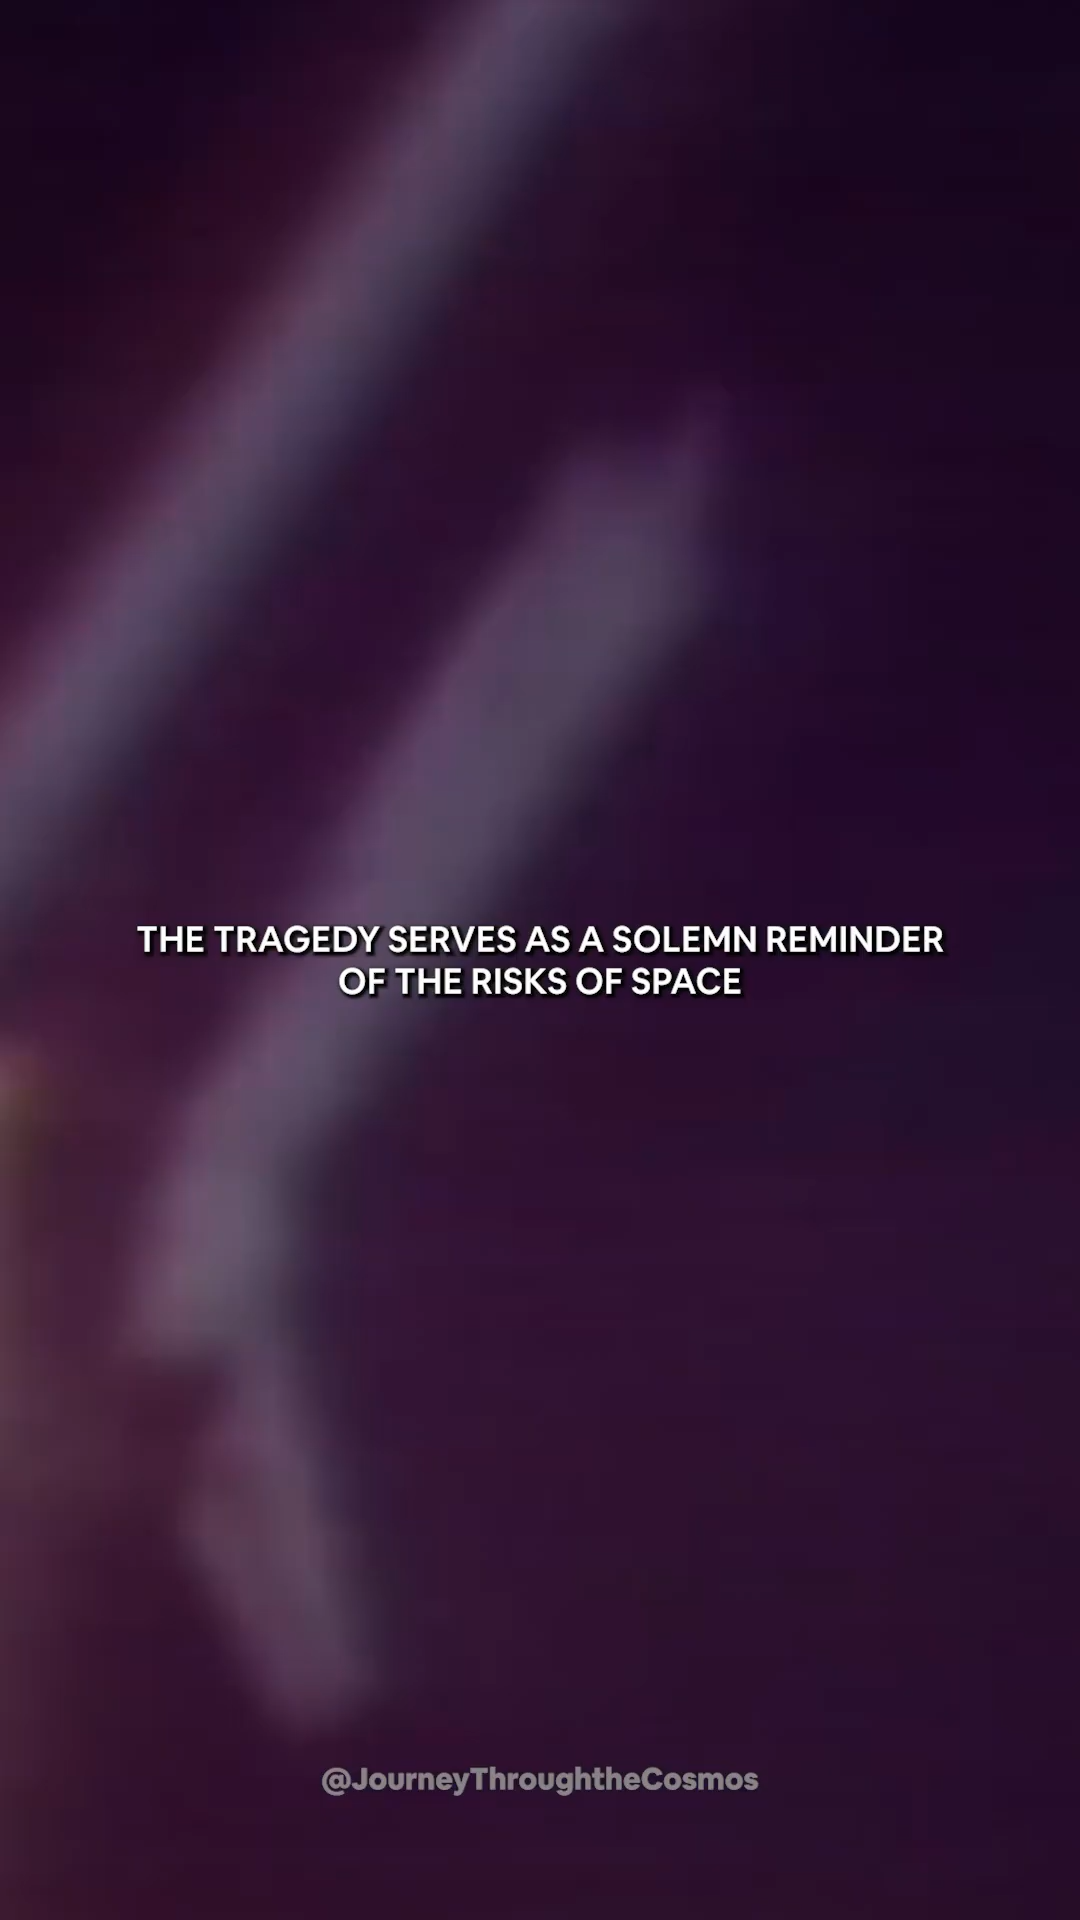 THE TRAGEDY SERVES AS A SOLEMN REMINDER
OF THE RISKS OF SPACE
@JourneyThroughtheCosmos